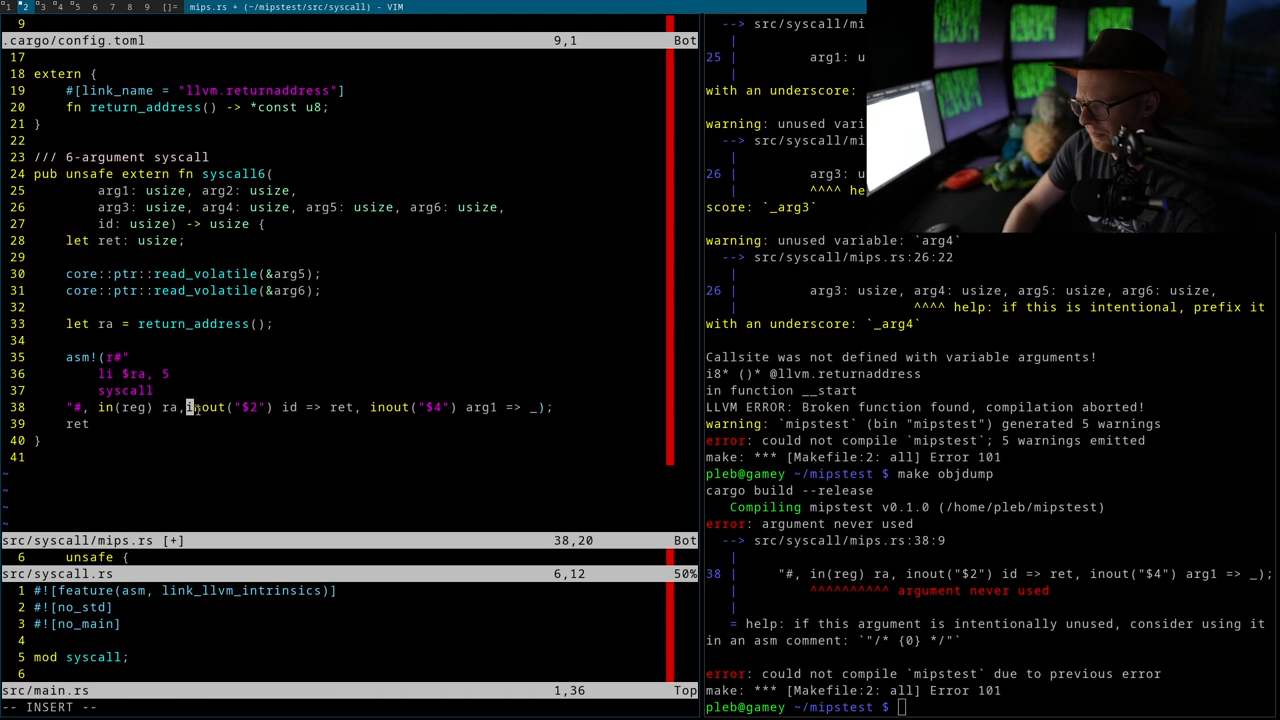 1 2 3 4 5 6 7 8 9 []= mips.rs + (~/mipstest/src/syscall) - VIM
9
.cargo/config.toml 9,1 Bot
17
18 extern {
19 #[link_name = "llvm.returnaddress"]
20 fn return_address() -> *const u8;
21 }
22
23 /// 6-argument syscall
24 pub unsafe extern fn syscall6(
25 arg1: usize, arg2: usize,
26 arg3: usize, arg4: usize, arg5: usize, arg6: usize,
27 id: usize) -> usize {
28 let ret: usize;
29
30 core::ptr::read_volatile(&arg5);
31 core::ptr::read_volatile(&arg6);
32
33 let ra = return_address();
34
35 asm!(r#"
36 li $ra, 5
37 syscall
38 "#, in(reg) ra,inout("$2") id => ret, inout("$4") arg1 => _);
39 ret
40 }
41
~
~
~
~
src/syscall/mips.rs [+] 38,20 Bot
6 unsafe {
src/syscall.rs 6,12 50%
1 #![feature(asm, link_llvm_intrinsics)]
2 #![no_std]
3 #![no_main]
4
5 mod syscall;
6
src/main.rs 1,36 Top
-- INSERT --
--> src/syscall/mi
|
25 | arg1: u
|
with an underscore:
warning: unused vari
--> src/syscall/mi
|
26 | arg3: u
| ^^^^ he
score: `_arg3`
warning: unused variable: `arg4`
--> src/syscall/mips.rs:26:22
|
26 | arg3: usize, arg4: usize, arg5: usize, arg6: usize,
| ^^^^ help: if this is intentional, prefix it
with an underscore: `_arg4`
Callsite was not defined with variable arguments!
i8* ()* @llvm.returnaddress
in function __start
LLVM ERROR: Broken function found, compilation aborted!
warning: `mipstest` (bin "mipstest") generated 5 warnings
error: could not compile `mipstest`; 5 warnings emitted
make: *** [Makefile:2: all] Error 101
pleb@gamey ~/mipstest $ make objdump
cargo build --release
Compiling mipstest v0.1.0 (/home/pleb/mipstest)
error: argument never used
--> src/syscall/mips.rs:38:9
|
38 | "#, in(reg) ra, inout("$2") id => ret, inout("$4") arg1 => _);
| ^^^^^^^^^^ argument never used
|
= help: if this argument is intentionally unused, consider using it
in an asm comment: `"/* {0} */"`
error: could not compile `mipstest` due to previous error
make: *** [Makefile:2: all] Error 101
pleb@gamey ~/mipstest $